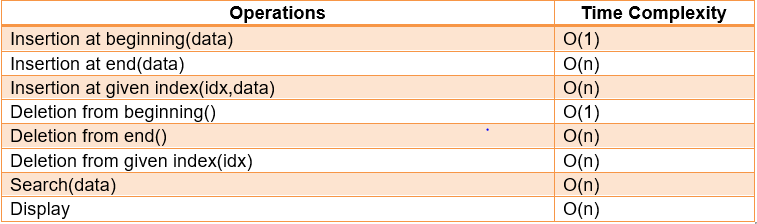 Operations Time Complexity
Insertion at beginning(data) O(1)
Insertion at end(data) O(n)
Insertion at given index(idx,data) O(n)
Deletion from beginning() O(1)
Deletion from end() O(n)
Deletion from given index(idx) O(n)
Search(data) O(n)
Display O(n)